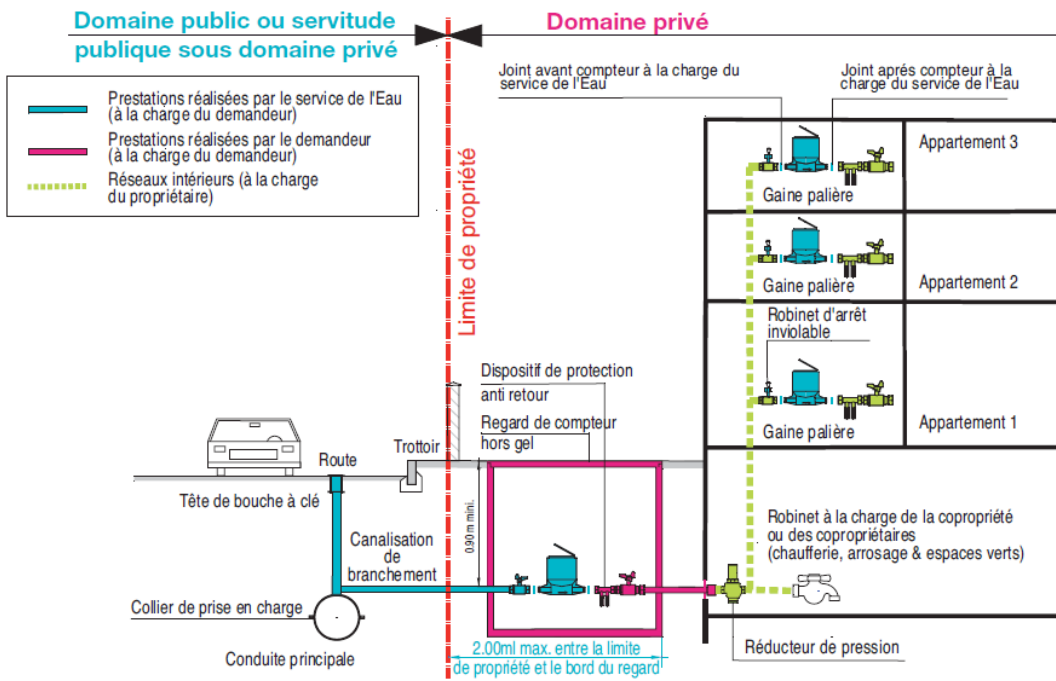 Domaine public ou servitude
publique sous domaine privé
Domaine privé
Prestations réalisées par le service de l'Eau
(à la charge du demandeur)
Prestations réalisées par le demandeur
(à la charge du demandeur)
Réseaux intérieurs (à la charge
du propriétaire)
Limite de propriété
Joint avant compteur à la charge du
service de l'Eau
Joint aprés compteur à la
charge du service de l'Eau
Appartement 3
Gaine palière
Appartement 2
Gaine palière
Robinet d'arrêt
inviolable
Appartement 1
Gaine palière
Dispositif de protection
anti retour
Regard de compteur
hors gel
Trottoir
Route
Tête de bouche à clé
0.90 m mini.
Canalisation
de
branchement
Collier de prise en charge
Conduite principale
Robinet à la charge de la copropriété
ou des copropriétaires
(chaufferie, arrosage & espaces verts)
Réducteur de pression
2.00ml max. entre la limite
de propriété et le bord du regard